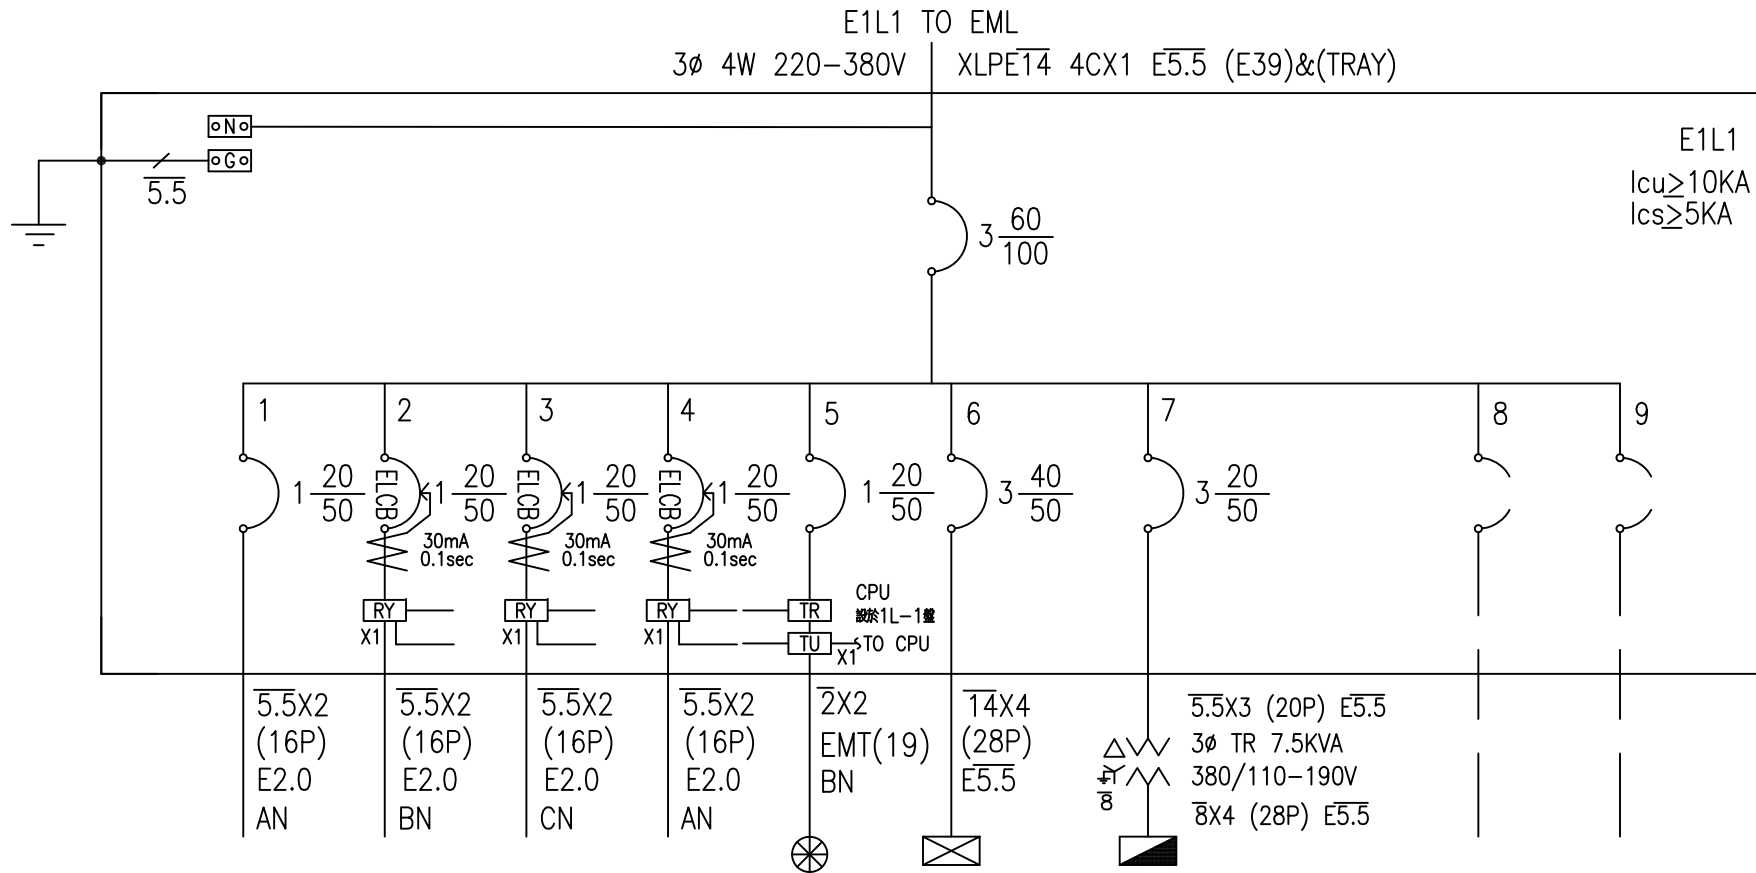 E1L1 TO EML
3ø 4W 220-380V XLPE14 4CX1 E5.5 (E39)&(TRAY)
N
G
5.5
E1L1
Icu≥10KA
Ics≥5KA
3 60/100
1 2 3 4 5 6 7 8 9
1 20/50 ELCB 1 20/50 ELCB 1 20/50 ELCB 1 20/50 1 20/50 3 40/50 3 20/50
30mA 30mA 30mA
0.1sec 0.1sec 0.1sec
CPU
RY RY RY TR 設於1L-1盤
X1 X1 X1 TU X1 TO CPU
5.5X2
(16P)
E2.0
AN
5.5X2
(16P)
E2.0
BN
5.5X2
(16P)
E2.0
CN
5.5X2
(16P)
E2.0
AN
2X2
EMT(19)
BN
14X4
(28P)
E5.5
5.5X3 (20P) E5.5
3ø TR 7.5KVA
380/110-190V
8
8X4 (28P) E5.5